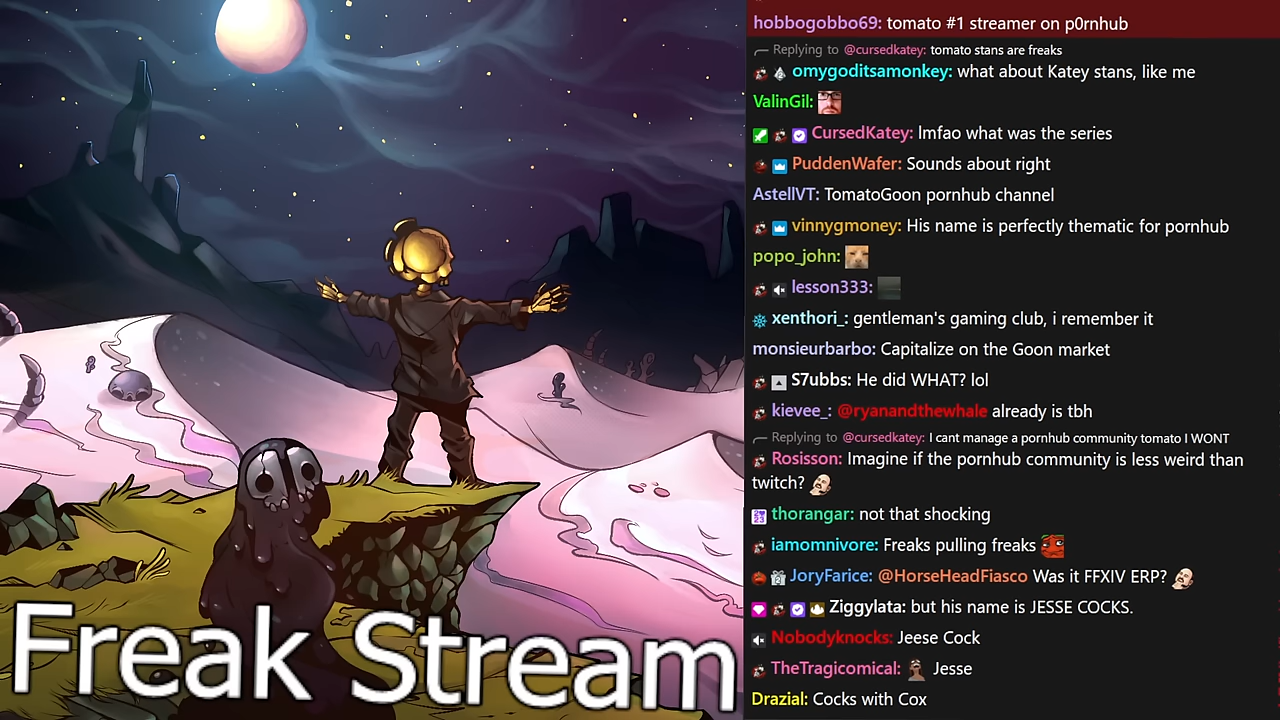 Freak Stream
hobbogobbo69: tomato #1 streamer on p0rnhub
Replying to @cursedkatey: tomato stans are freaks
omygoditsamonkey: what about Katey stans, like me
ValinGil:
CursedKatey: lmfao what was the series
PuddenWafer: Sounds about right
AstellVT: TomatoGoon pornhub channel
vinnygmoney: His name is perfectly thematic for pornhub
popo_john:
lesson333:
xenthori_: gentleman's gaming club, i remember it
monsieurbarbo: Capitalize on the Goon market
S7ubbs: He did WHAT? lol
kievee_: @ryanandthewhale already is tbh
Replying to @cursedkatey: I cant manage a pornhub community tomato I WONT
Rosisson: Imagine if the pornhub community is less weird than
twitch?
thorangar: not that shocking
iamomnivore: Freaks pulling freaks
JoryFarice: @HorseHeadFiasco Was it FFXIV ERP?
Ziggylata: but his name is JESSE COCKS.
Nobodyknocks: Jeese Cock
TheTragicomical: Jesse
Drazial: Cocks with Cox